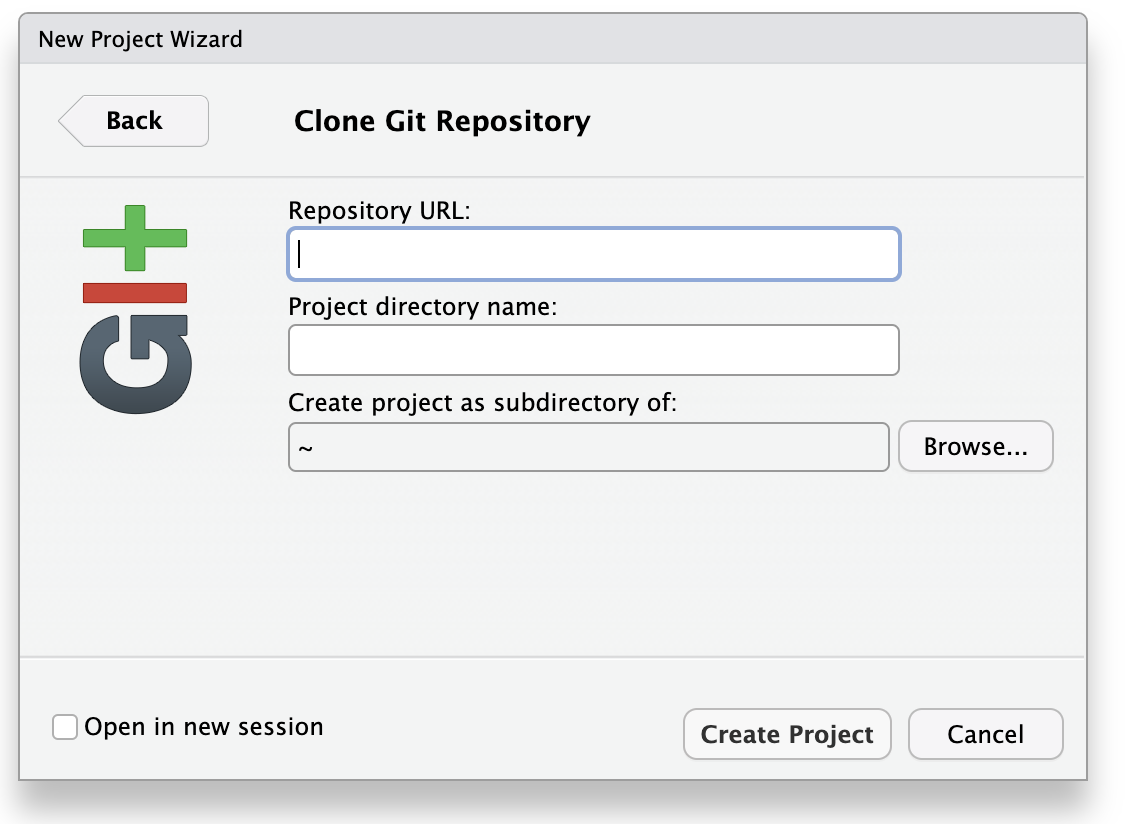 New Project Wizard
Back
Clone Git Repository
GIT
Repository URL:
Project directory name:
Create project as subdirectory of:
~
Browse...
Open in new session
Create Project
Cancel